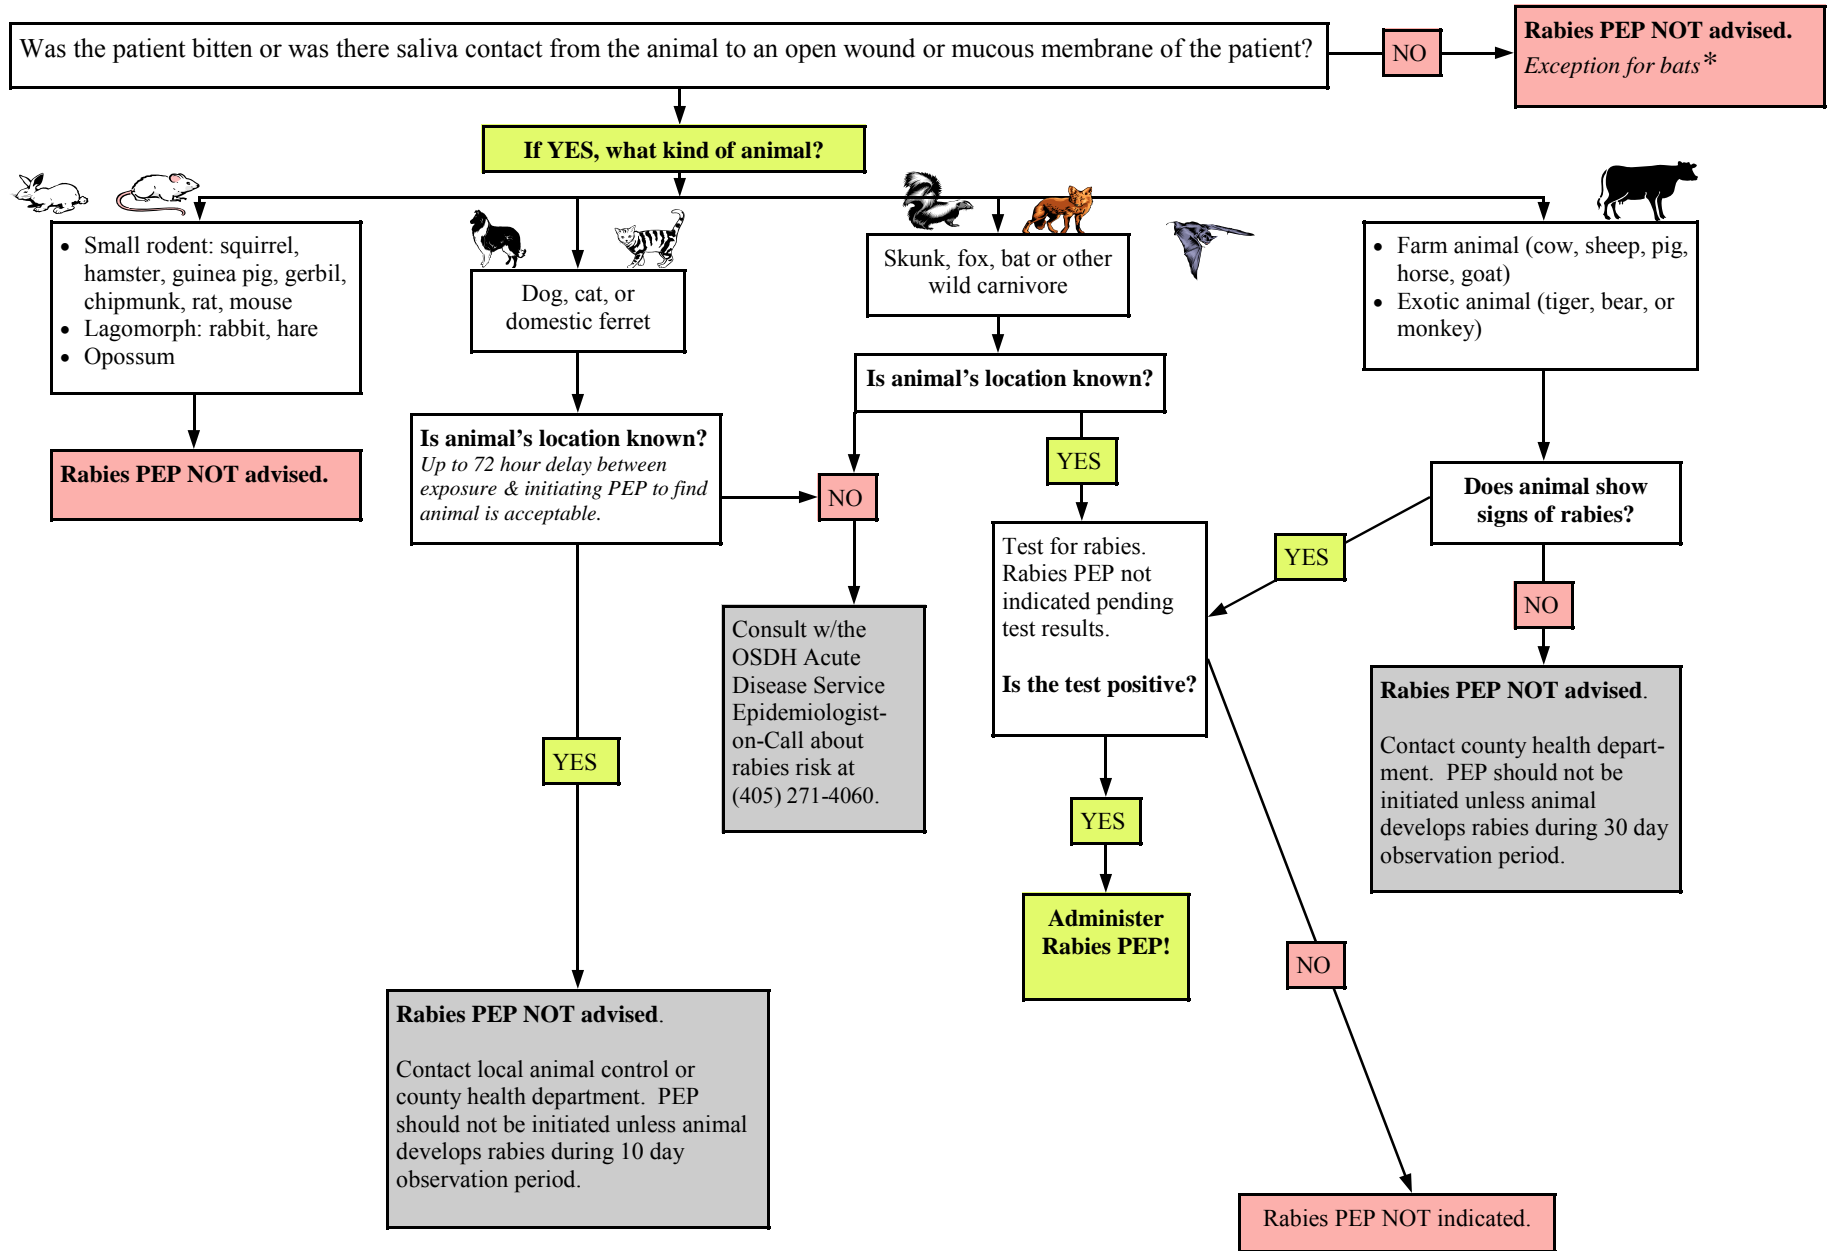 Was the patient bitten or was there saliva contact from the animal to an open wound or mucous membrane of the patient?
NO
Rabies PEP NOT advised.
Exception for bats*
If YES, what kind of animal?
• Small rodent: squirrel,
hamster, guinea pig, gerbil,
chipmunk, rat, mouse
• Lagomorph: rabbit, hare
• Opossum
Rabies PEP NOT advised.
Dog, cat, or
domestic ferret
Is animal's location known?
Up to 72 hour delay between
exposure & initiating PEP to find
animal is acceptable.
YES
Rabies PEP NOT advised.
Contact local animal control or
county health department. PEP
should not be initiated unless animal
develops rabies during 10 day
observation period.
Skunk, fox, bat or other
wild carnivore
Is animal's location known?
NO
Consult w/the
OSDH Acute
Disease Service
Epidemiologist-
on-Call about
rabies risk at
(405) 271-4060.
YES
Test for rabies.
Rabies PEP not
indicated pending
test results.
Is the test positive?
YES
Administer
Rabies PEP!
NO
Rabies PEP NOT indicated.
• Farm animal (cow, sheep, pig,
horse, goat)
• Exotic animal (tiger, bear, or
monkey)
Does animal show
signs of rabies?
YES
NO
Rabies PEP NOT advised.
Contact county health depart-
ment. PEP should not be
initiated unless animal
develops rabies during 30 day
observation period.